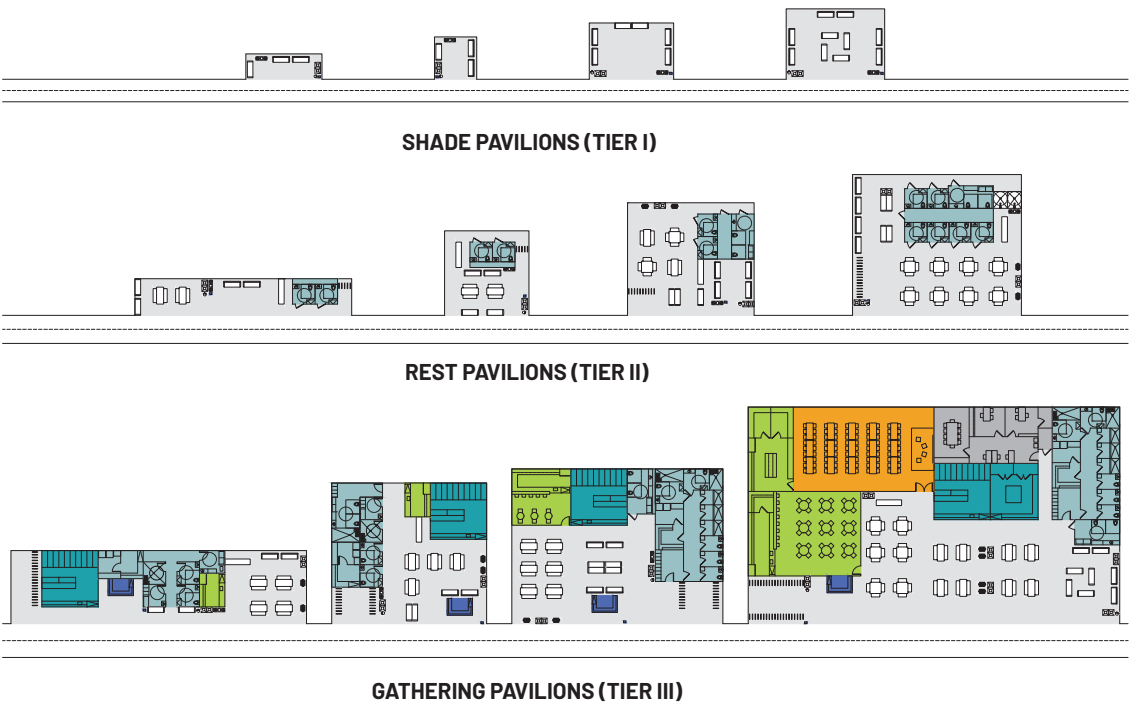 SHADE PAVILIONS (TIER I)
REST PAVILIONS (TIER II)
GATHERING PAVILIONS (TIER III)